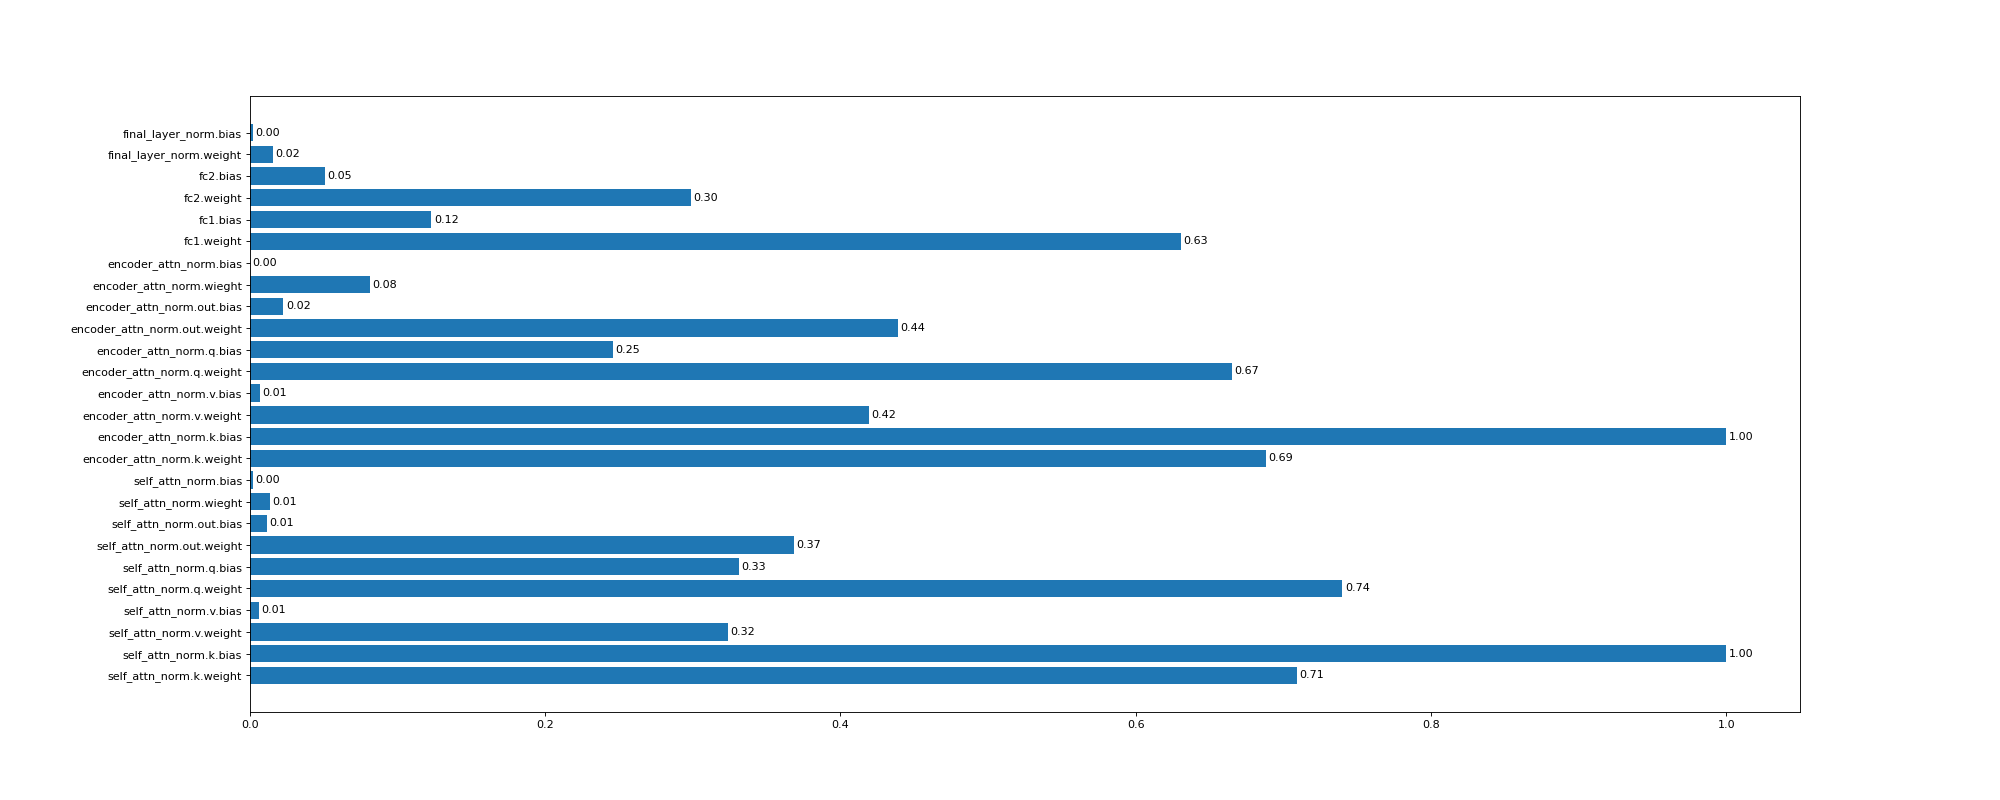 final_layer_norm.bias 0.00
final_layer_norm.weight 0.02
fc2.bias 0.05
fc2.weight 0.30
fc1.bias 0.12
fc1.weight 0.63
encoder_attn_norm.bias 0.00
encoder_attn_norm.wieght 0.08
encoder_attn_norm.out.bias 0.02
encoder_attn_norm.out.weight 0.44
encoder_attn_norm.q.bias 0.25
encoder_attn_norm.q.weight 0.67
encoder_attn_norm.v.bias 0.01
encoder_attn_norm.v.weight 0.42
encoder_attn_norm.k.bias 1.00
encoder_attn_norm.k.weight 0.69
self_attn_norm.bias 0.00
self_attn_norm.wieght 0.01
self_attn_norm.out.bias 0.01
self_attn_norm.out.weight 0.37
self_attn_norm.q.bias 0.33
self_attn_norm.q.weight 0.74
self_attn_norm.v.bias 0.01
self_attn_norm.v.weight 0.32
self_attn_norm.k.bias 1.00
self_attn_norm.k.weight 0.71
0.0 0.2 0.4 0.6 0.8 1.0